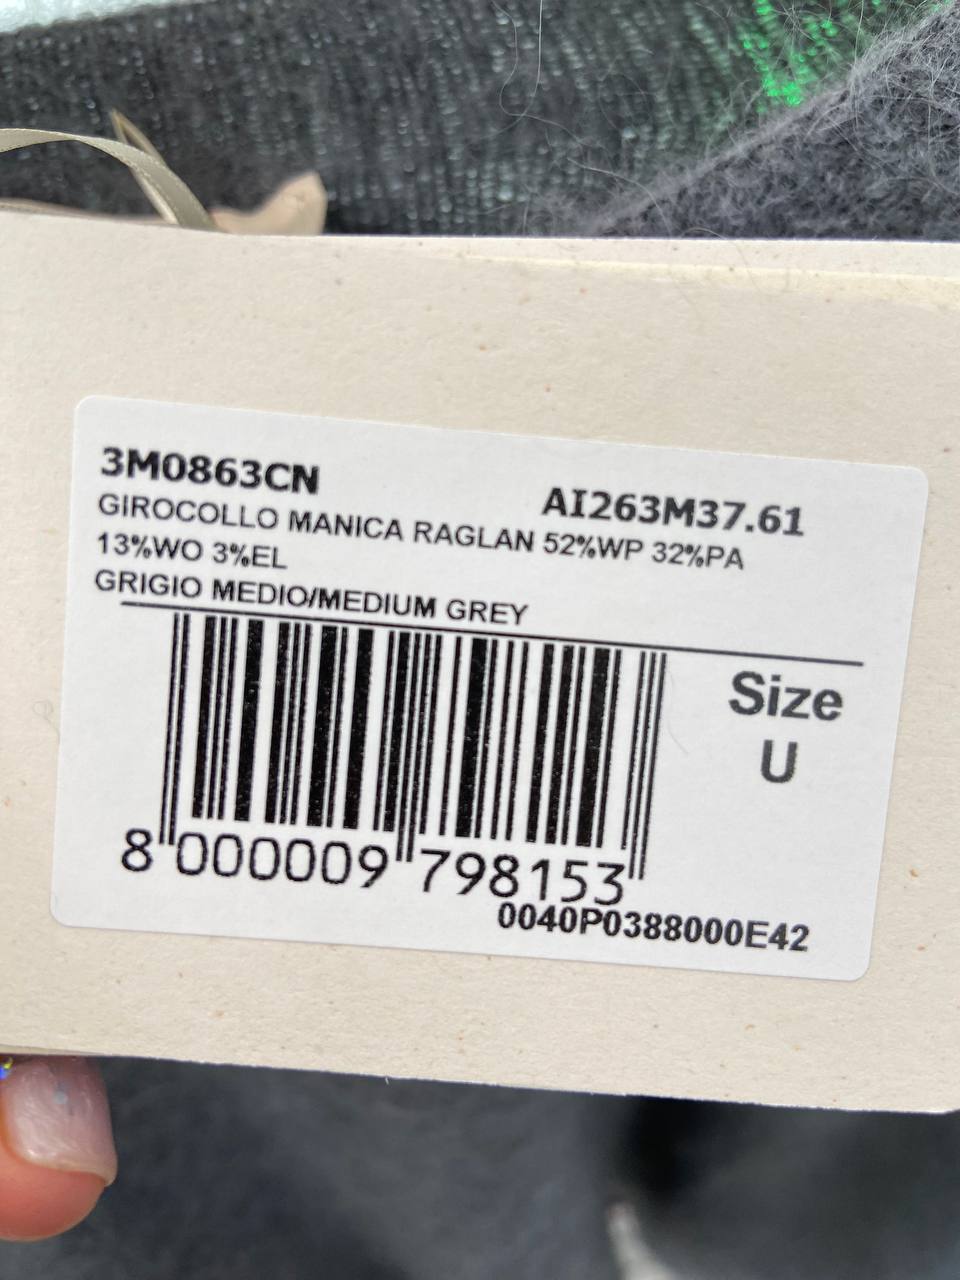 3M0863CN
AI263M37.61
GIROCOLLO MANICA RAGLAN 52%WP 32%PA
13%WO 3%EL
GRIGIO MEDIO/MEDIUM GREY
Size
U
8 000009 798153
0040P0388000E42